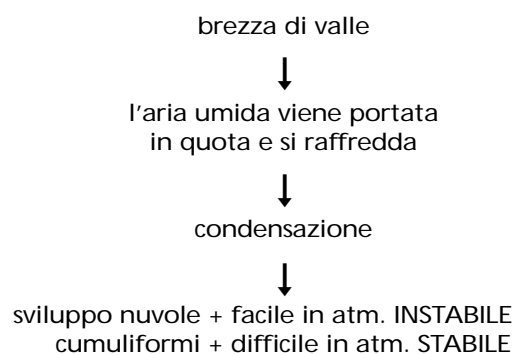 brezza di valle
l'aria umida viene portata
in quota e si raffredda
condensazione
sviluppo nuvole + facile in atm. INSTABILE
cumuliformi + difficile in atm. STABILE